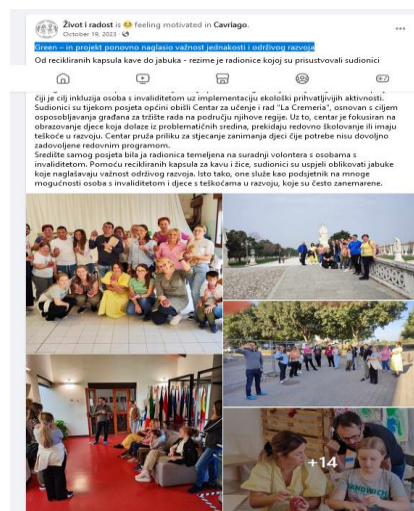 Život i radost is 😊 feeling motivated in Cavriago.
October 19, 2023 ·
Green – in projekt ponovno naglasio važnost jednakosti i održivog razvoja
Od recikliranih kapsula kave do jabuka - rezime je radionice kojoj su prisustvovali sudionici
čiji je cilj inkluzija osoba s invaliditetom uz implementaciju ekološki prihvatljivijih aktivnosti.
Sudionici su tijekom posjeta općini obišli Centar za učenje i rad "La Cremeria", osnovan s ciljem
osposobljavanja građana za tržište rada na području njihove regije. Uz to, centar je fokusiran na
obrazovanje djece koja dolaze iz problematičnih sredina, prekidaju redovno školovanje ili imaju
teškoće u razvoju. Centar pruža priliku za stjecanje zanimanja djeci čije potrebe nisu dovoljno
zadovoljene redovnim programom.
Središte samog posjeta bila je radionica temeljena na suradnji volontera s osobama s
invaliditetom. Pomoću recikliranih kapsula za kavu i žice, sudionici su uspjeli oblikovati jabuke
koje naglašavaju važnost održivog razvoja. Isto tako, one služe kao podsjetnik na mnoge
mogućnosti osoba s invaliditetom i djece s teškoćama u razvoju, koje su često zanemarene.
+14